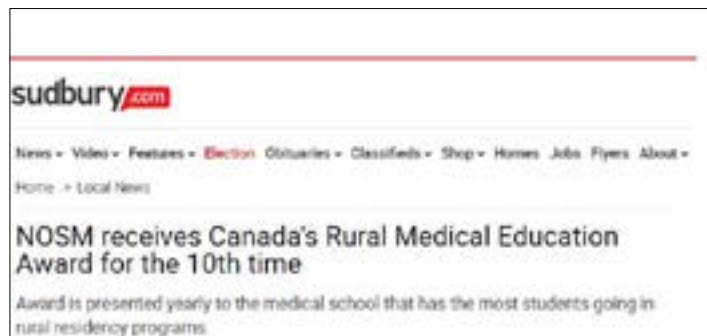 sudbury.com
News Video Features Election Obituaries Classifieds Shop Homes Jobs Flyers About
Home > Local News
NOSM receives Canada's Rural Medical Education
Award for the 10th time
Award is presented yearly to the medical school that has the most students going in
rural residency programs